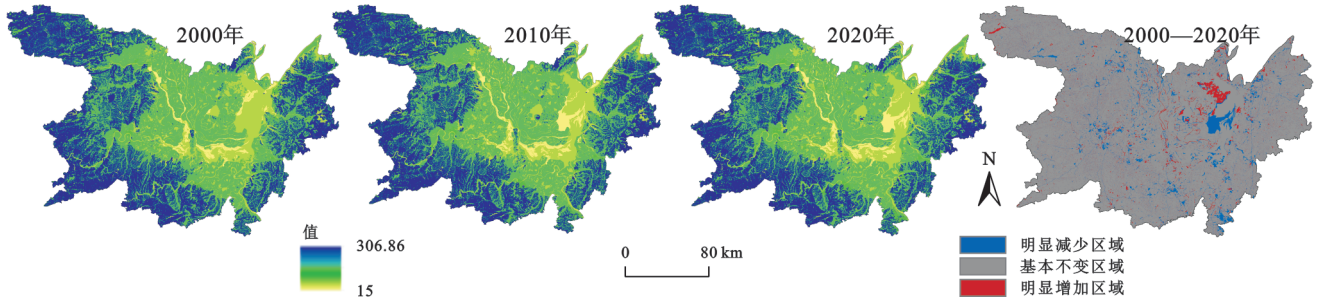 2000年
2010年
2020年
2000—2020年
N
值
306.86
15
0 80 km
明显减少区域
基本不变区域
明显增加区域